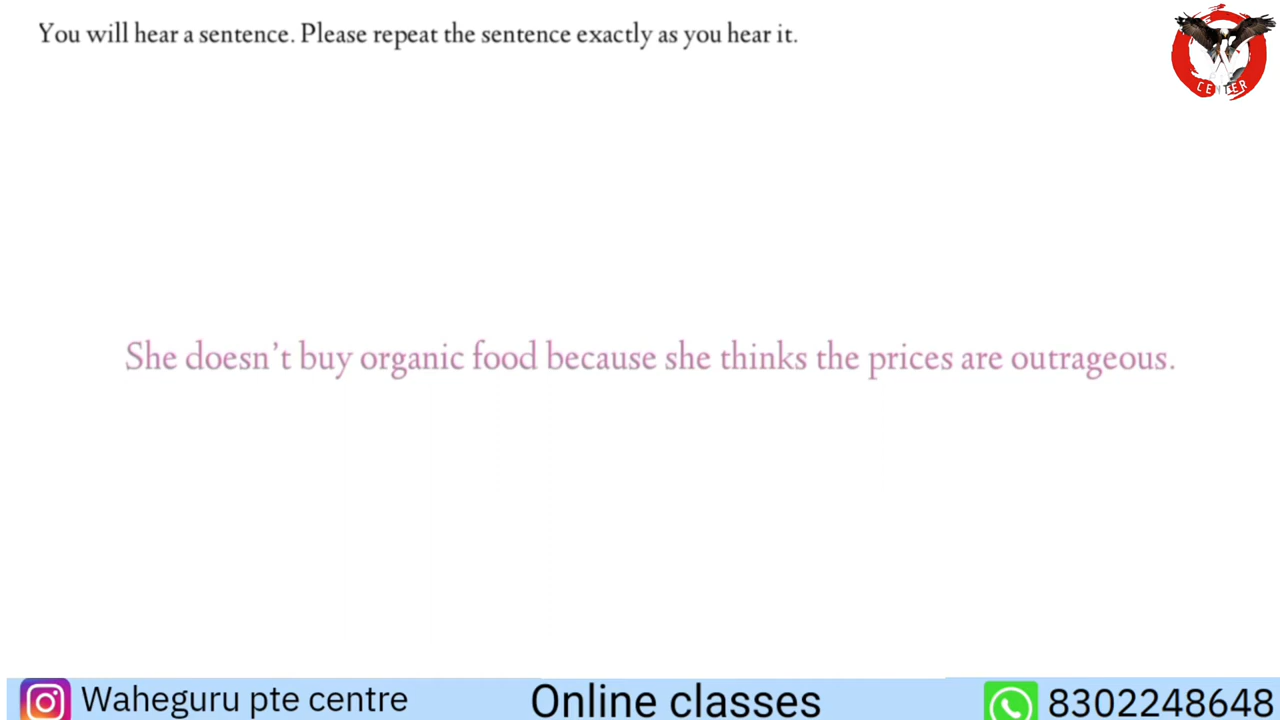 You will hear a sentence. Please repeat the sentence exactly as you hear it.
CENTER
She doesn't buy organic food because she thinks the prices are outrageous.
Waheguru pte centre
Online classes
8302248648